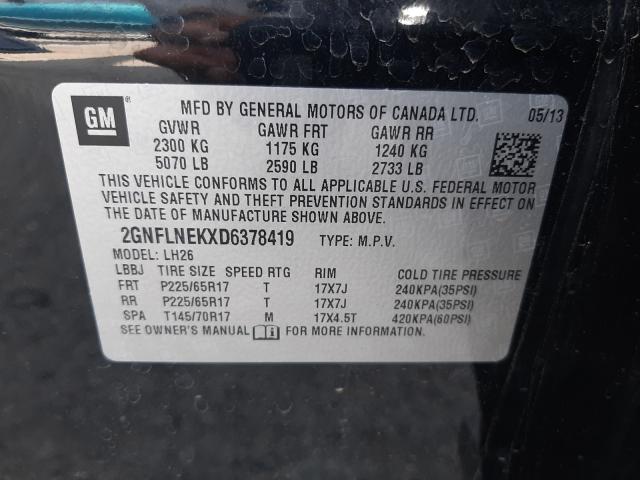 GM ®
MFD BY GENERAL MOTORS OF CANADA LTD. 05/13
GVWR GAWR FRT GAWR RR
2300 KG 1175 KG 1240 KG
5070 LB 2590 LB 2733 LB
THIS VEHICLE CONFORMS TO ALL APPLICABLE U.S. FEDERAL MOTOR
VEHICLE SAFETY AND THEFT PREVENTION STANDARDS IN EFFECT ON
THE DATE OF MANUFACTURE SHOWN ABOVE.
2GNFLNEKXD6378419 TYPE: M.P.V.
MODEL: LH26
LBBJ TIRE SIZE SPEED RTG RIM COLD TIRE PRESSURE
FRT P225/65R17 T 17X7J 240KPA(35PSI)
RR P225/65R17 T 17X7J 240KPA(35PSI)
SPA T145/70R17 M 17X4.5T 420KPA(60PSI)
SEE OWNER'S MANUAL FOR MORE INFORMATION.